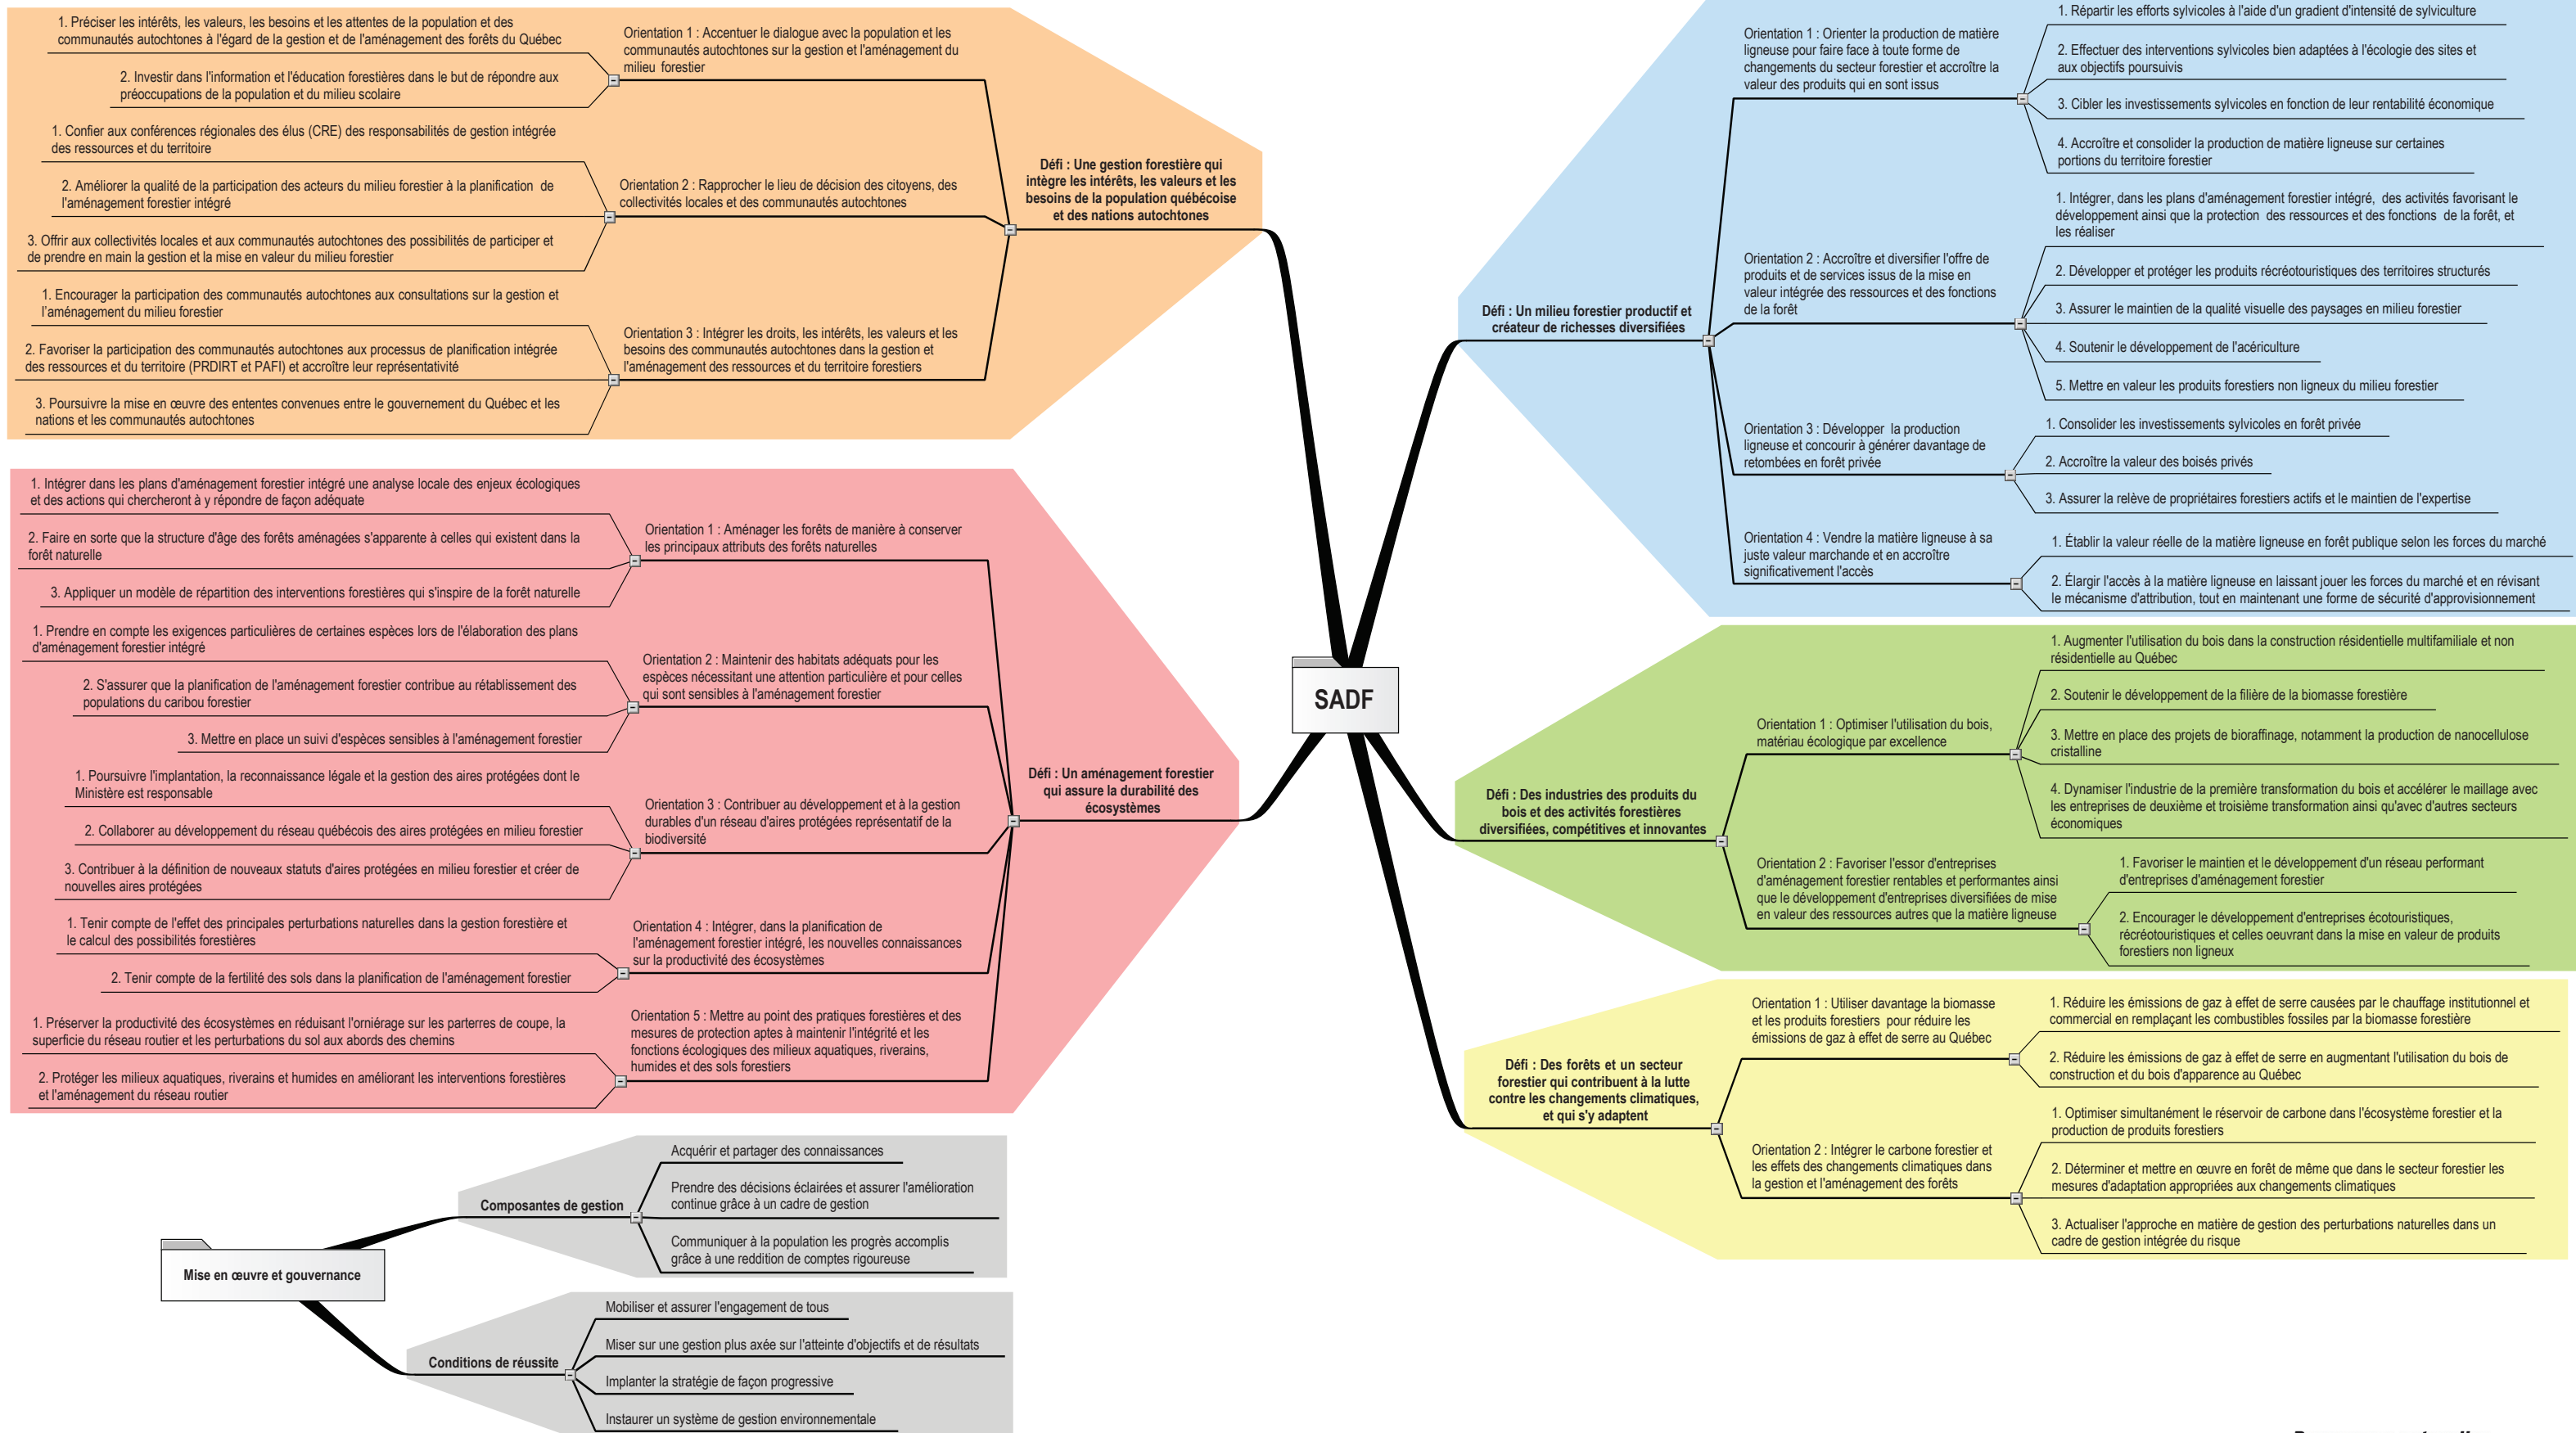 1. Préciser les intérêts, les valeurs, les besoins et les attentes de la population et des
communautés autochtones à l'égard de la gestion et de l'aménagement des forêts du Québec
2. Investir dans l'information et l'éducation forestières dans le but de répondre aux
préoccupations de la population et du milieu scolaire
Orientation 1 : Accentuer le dialogue avec la population et les
communautés autochtones sur la gestion et l'aménagement du
milieu forestier
1. Confier aux conférences régionales des élus (CRE) des responsabilités de gestion intégrée
des ressources et du territoire
2. Améliorer la qualité de la participation des acteurs du milieu forestier à la planification de
l'aménagement forestier intégré
3. Offrir aux collectivités locales et aux communautés autochtones des possibilités de participer et
de prendre en main la gestion et la mise en valeur du milieu forestier
Orientation 2 : Rapprocher le lieu de décision des citoyens, des
collectivités locales et des communautés autochtones
1. Encourager la participation des communautés autochtones aux consultations sur la gestion et
l'aménagement du milieu forestier
2. Favoriser la participation des communautés autochtones aux processus de planification intégrée
des ressources et du territoire (PRDIRT et PAFI) et accroître leur représentativité
3. Poursuivre la mise en œuvre des ententes convenues entre le gouvernement du Québec et les
nations et les communautés autochtones
Orientation 3 : Intégrer les droits, les intérêts, les valeurs et les
besoins des communautés autochtones dans la gestion et
l'aménagement des ressources et du territoire forestiers
Défi : Une gestion forestière qui
intègre les intérêts, les valeurs et les
besoins de la population québécoise
et des nations autochtones
1. Intégrer dans les plans d'aménagement forestier intégré une analyse locale des enjeux écologiques
et des actions qui chercheront à y répondre de façon adéquate
2. Faire en sorte que la structure d'âge des forêts aménagées s'apparente à celles qui existent dans la
forêt naturelle
3. Appliquer un modèle de répartition des interventions forestières qui s'inspire de la forêt naturelle
Orientation 1 : Aménager les forêts de manière à conserver
les principaux attributs des forêts naturelles
1. Prendre en compte les exigences particulières de certaines espèces lors de l'élaboration des plans
d'aménagement forestier intégré
2. S'assurer que la planification de l'aménagement forestier contribue au rétablissement des
populations du caribou forestier
3. Mettre en place un suivi d'espèces sensibles à l'aménagement forestier
Orientation 2 : Maintenir des habitats adéquats pour les
espèces nécessitant une attention particulière et pour celles
qui sont sensibles à l'aménagement forestier
1. Poursuivre l'implantation, la reconnaissance légale et la gestion des aires protégées dont le
Ministère est responsable
2. Collaborer au développement du réseau québécois des aires protégées en milieu forestier
3. Contribuer à la définition de nouveaux statuts d'aires protégées en milieu forestier et créer de
nouvelles aires protégées
Orientation 3 : Contribuer au développement et à la gestion
durables d'un réseau d'aires protégées représentatif de la
biodiversité
1. Tenir compte de l'effet des principales perturbations naturelles dans la gestion forestière et
le calcul des possibilités forestières
2. Tenir compte de la fertilité des sols dans la planification de l'aménagement forestier
Orientation 4 : Intégrer, dans la planification de
l'aménagement forestier intégré, les nouvelles connaissances
sur la productivité des écosystèmes
1. Préserver la productivité des écosystèmes en réduisant l'orniérage sur les parterres de coupe, la
superficie du réseau routier et les perturbations du sol aux abords des chemins
2. Protéger les milieux aquatiques, riverains et humides en améliorant les interventions forestières
et l'aménagement du réseau routier
Orientation 5 : Mettre au point des pratiques forestières et des
mesures de protection aptes à maintenir l'intégrité et les
fonctions écologiques des milieux aquatiques, riverains,
humides et des sols forestiers
Défi : Un aménagement forestier
qui assure la durabilité des
écosystèmes
SADF
Défi : Un milieu forestier productif et
créateur de richesses diversifiées
Orientation 1 : Orienter la production de matière
ligneuse pour faire face à toute forme de
changements du secteur forestier et accroître la
valeur des produits qui en sont issus
1. Répartir les efforts sylvicoles à l'aide d'un gradient d'intensité de sylviculture
2. Effectuer des interventions sylvicoles bien adaptées à l'écologie des sites et
aux objectifs poursuivis
3. Cibler les investissements sylvicoles en fonction de leur rentabilité économique
4. Accroître et consolider la production de matière ligneuse sur certaines
portions du territoire forestier
Orientation 2 : Accroître et diversifier l'offre de
produits et de services issus de la mise en
valeur intégrée des ressources et des fonctions
de la forêt
1. Intégrer, dans les plans d'aménagement forestier intégré, des activités favorisant le
développement ainsi que la protection des ressources et des fonctions de la forêt, et
les réaliser
2. Développer et protéger les produits récréotouristiques des territoires structurés
3. Assurer le maintien de la qualité visuelle des paysages en milieu forestier
4. Soutenir le développement de l'acériculture
5. Mettre en valeur les produits forestiers non ligneux du milieu forestier
Orientation 3 : Développer la production
ligneuse et concourir à générer davantage de
retombées en forêt privée
1. Consolider les investissements sylvicoles en forêt privée
2. Accroître la valeur des boisés privés
3. Assurer la relève de propriétaires forestiers actifs et le maintien de l'expertise
Orientation 4 : Vendre la matière ligneuse à sa
juste valeur marchande et en accroître
significativement l'accès
1. Établir la valeur réelle de la matière ligneuse en forêt publique selon les forces du marché
2. Élargir l'accès à la matière ligneuse en laissant jouer les forces du marché et en révisant
le mécanisme d'attribution, tout en maintenant une forme de sécurité d'approvisionnement
Défi : Des industries des produits du
bois et des activités forestières
diversifiées, compétitives et innovantes
Orientation 1 : Optimiser l'utilisation du bois,
matériau écologique par excellence
1. Augmenter l'utilisation du bois dans la construction résidentielle multifamiliale et non
résidentielle au Québec
2. Soutenir le développement de la filière de la biomasse forestière
3. Mettre en place des projets de bioraffinage, notamment la production de nanocellulose
cristalline
4. Dynamiser l'industrie de la première transformation du bois et accélérer le maillage avec
les entreprises de deuxième et troisième transformation ainsi qu'avec d'autres secteurs
économiques
Orientation 2 : Favoriser l'essor d'entreprises
d'aménagement forestier rentables et performantes ainsi
que le développement d'entreprises diversifiées de mise
en valeur des ressources autres que la matière ligneuse
1. Favoriser le maintien et le développement d'un réseau performant
d'entreprises d'aménagement forestier
2. Encourager le développement d'entreprises écotouristiques,
récréotouristiques et celles oeuvrant dans la mise en valeur de produits
forestiers non ligneux
Défi : Des forêts et un secteur
forestier qui contribuent à la lutte
contre les changements climatiques,
et qui s'y adaptent
Orientation 1 : Utiliser davantage la biomasse
et les produits forestiers pour réduire les
émissions de gaz à effet de serre au Québec
1. Réduire les émissions de gaz à effet de serre causées par le chauffage institutionnel et
commercial en remplaçant les combustibles fossiles par la biomasse forestière
2. Réduire les émissions de gaz à effet de serre en augmentant l'utilisation du bois de
construction et du bois d'apparence au Québec
Orientation 2 : Intégrer le carbone forestier et
les effets des changements climatiques dans
la gestion et l'aménagement des forêts
1. Optimiser simultanément le réservoir de carbone dans l'écosystème forestier et la
production de produits forestiers
2. Déterminer et mettre en œuvre en forêt de même que dans le secteur forestier les
mesures d'adaptation appropriées aux changements climatiques
3. Actualiser l'approche en matière de gestion des perturbations naturelles dans un
cadre de gestion intégrée du risque
Mise en œuvre et gouvernance
Composantes de gestion
Acquérir et partager des connaissances
Prendre des décisions éclairées et assurer l'amélioration
continue grâce à un cadre de gestion
Communiquer à la population les progrès accomplis
grâce à une reddition de comptes rigoureuse
Conditions de réussite
Mobiliser et assurer l'engagement de tous
Miser sur une gestion plus axée sur l'atteinte d'objectifs et de résultats
Implanter la stratégie de façon progressive
Instaurer un système de gestion environnementale